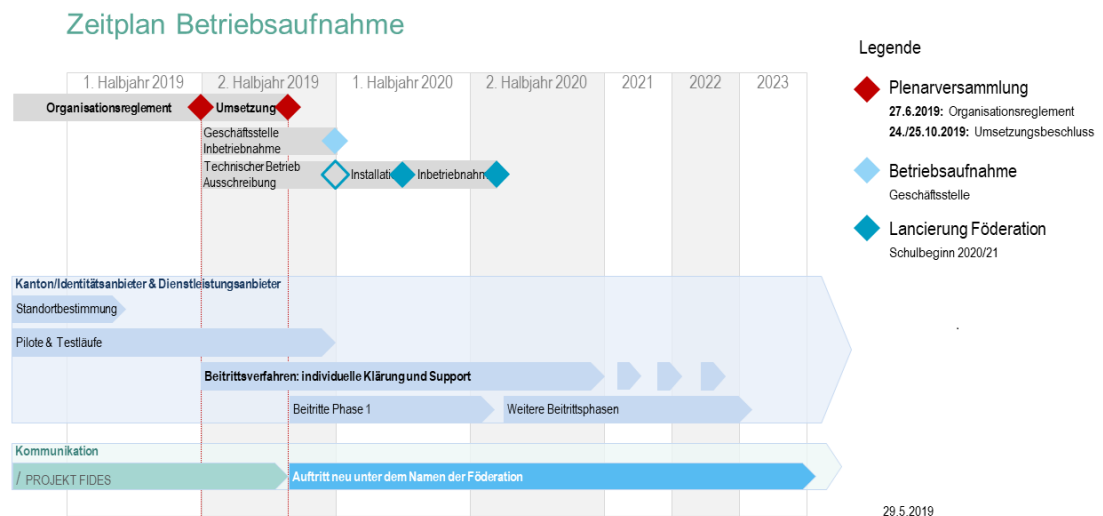 Zeitplan Betriebsaufnahme
1. Halbjahr 2019
2. Halbjahr 2019
1. Halbjahr 2020
2. Halbjahr 2020
2021
2022
2023
Organisationsreglement
Umsetzung
Geschäftsstelle
Inbetriebnahme
Technischer Betrieb
Ausschreibung
Installati
Inbetriebnahm
Kanton/Identitätsanbieter & Dienstleistungsanbieter
Standortbestimmung
Pilote & Testläufe
Beitrittsverfahren: individuelle Klärung und Support
Beitritte Phase 1
Weitere Beitrittsphasen
Kommunikation
/ PROJEKT FIDES
Auftritt neu unter dem Namen der Föderation
Legende
Plenarversammlung
27.6.2019: Organisationsreglement
24./25.10.2019: Umsetzungsbeschluss
Betriebsaufnahme
Geschäftsstelle
Lancierung Föderation
Schulbeginn 2020/21
29.5.2019